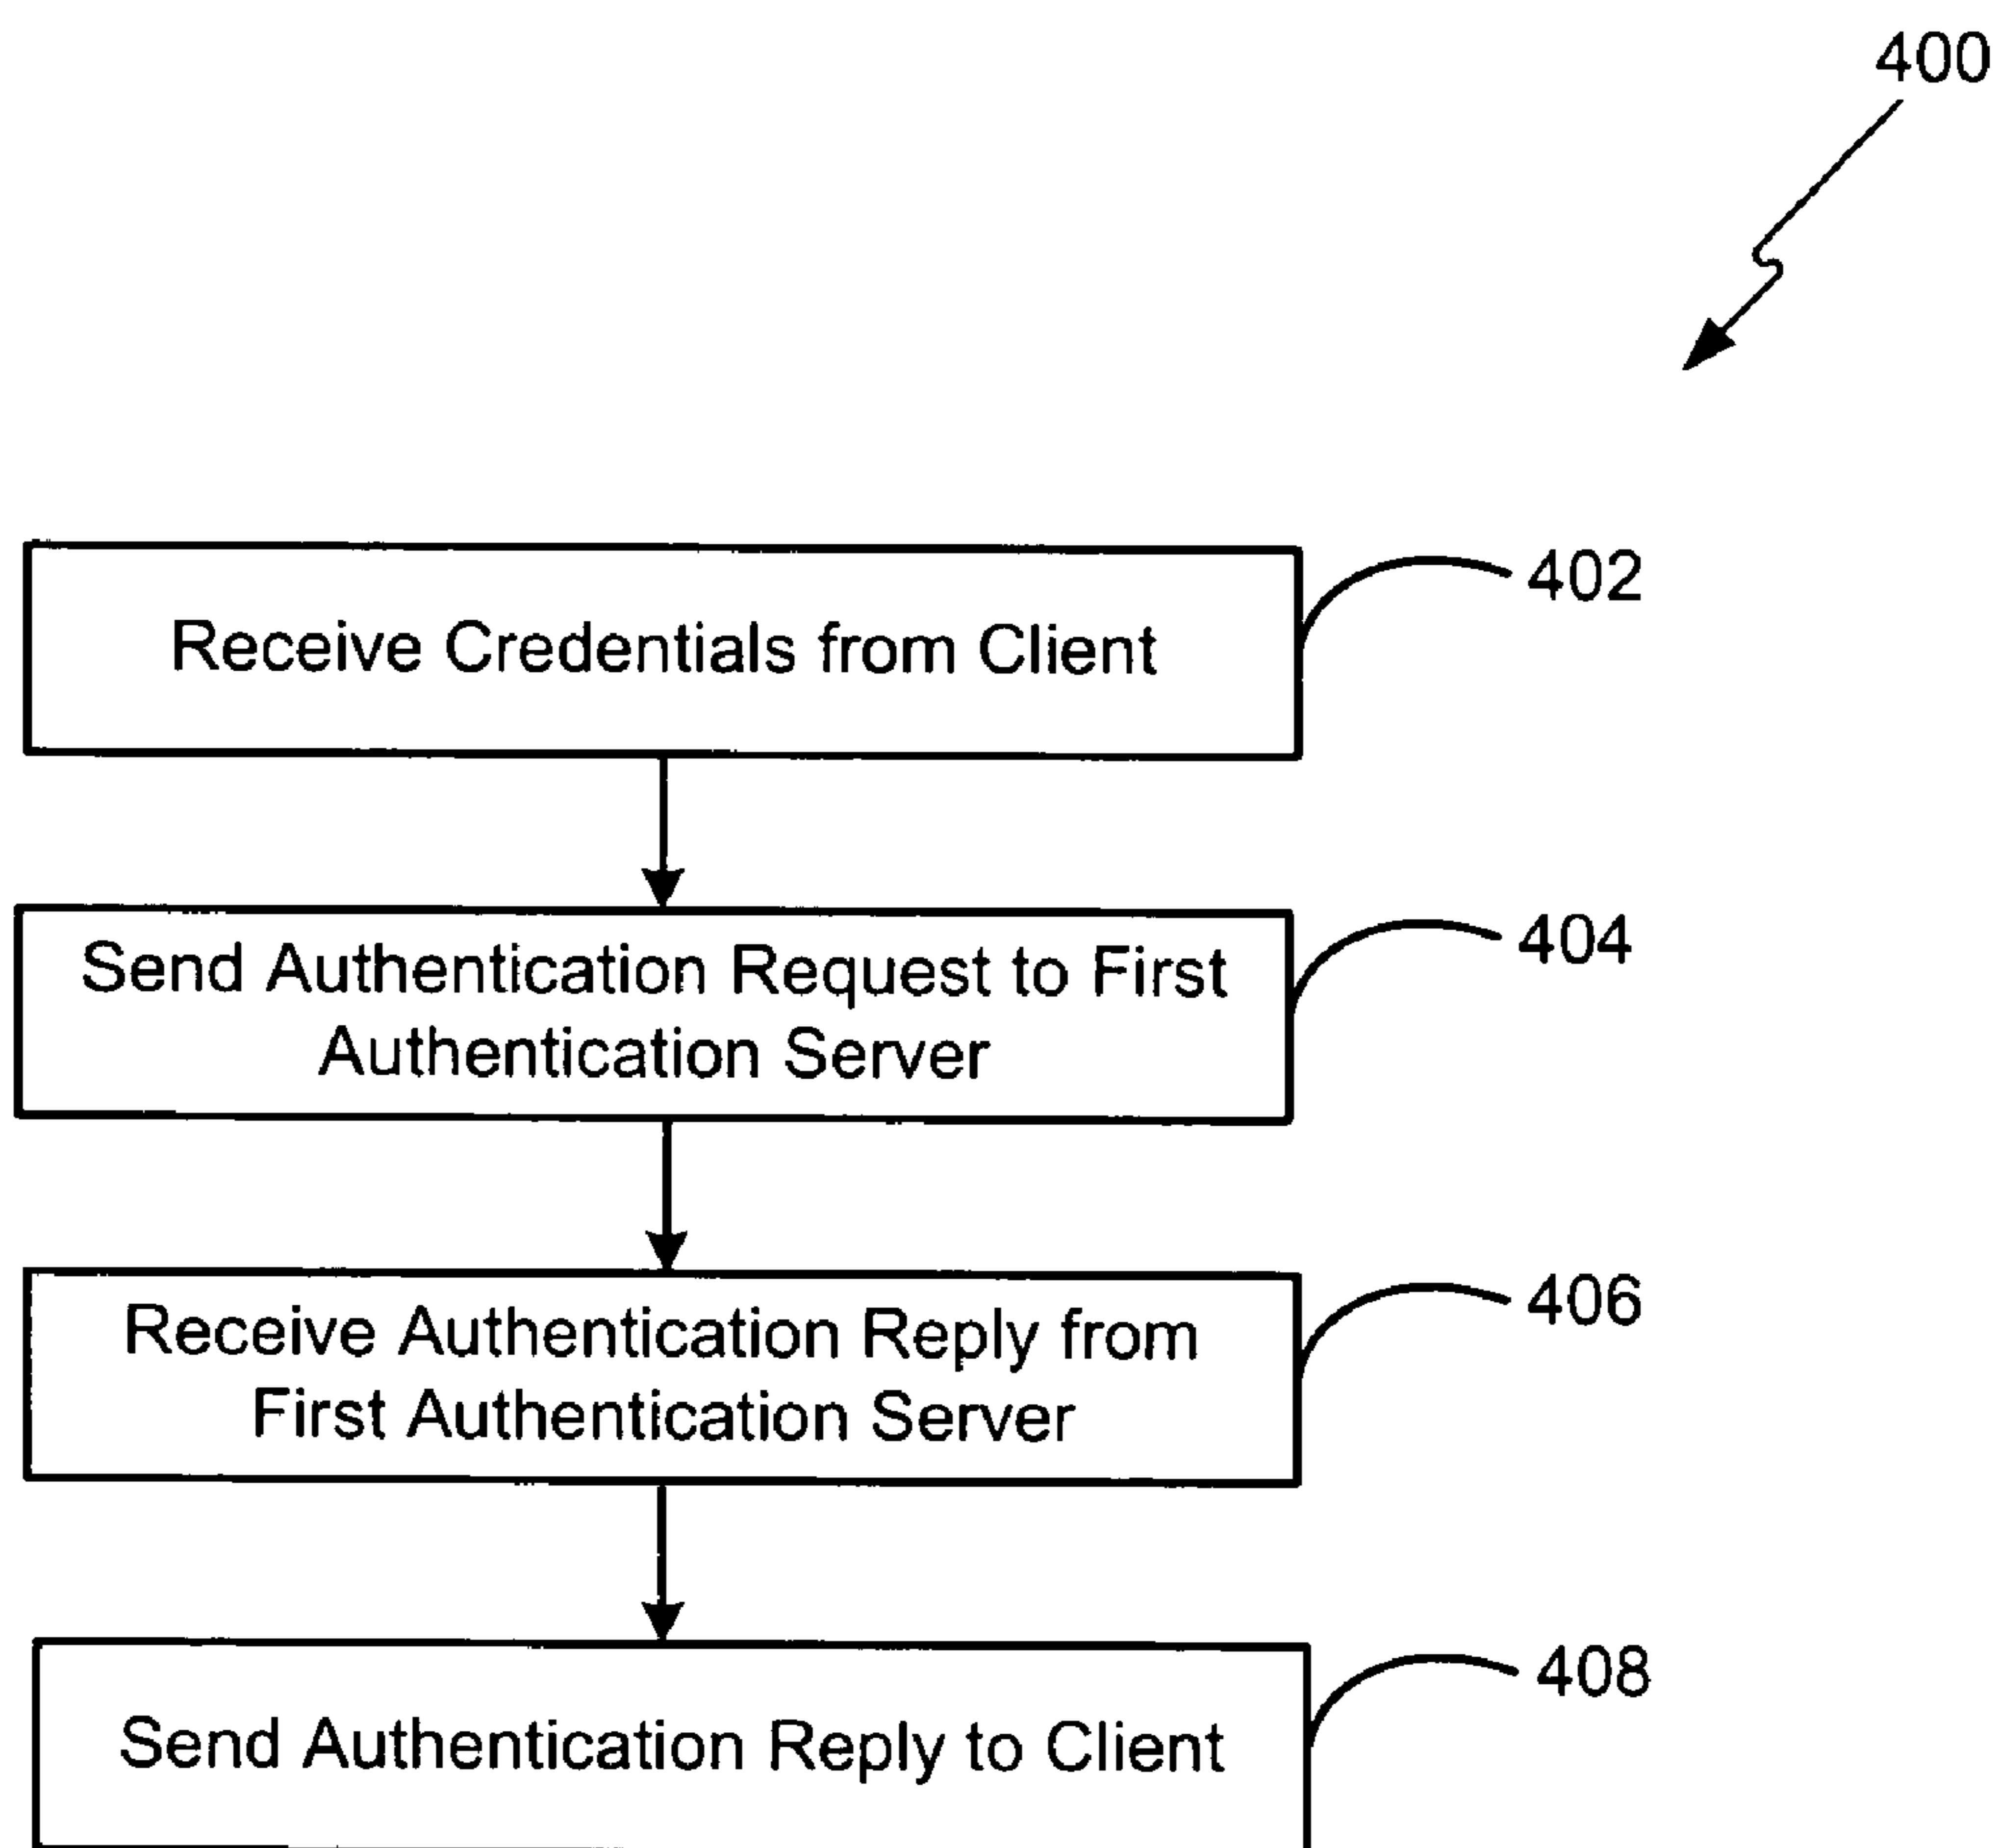 400
Receive Credentials from Client
402
Send Authentication Request to First
Authentication Server
404
Receive Authentication Reply from
First Authentication Server
406
Send Authentication Reply to Client
408